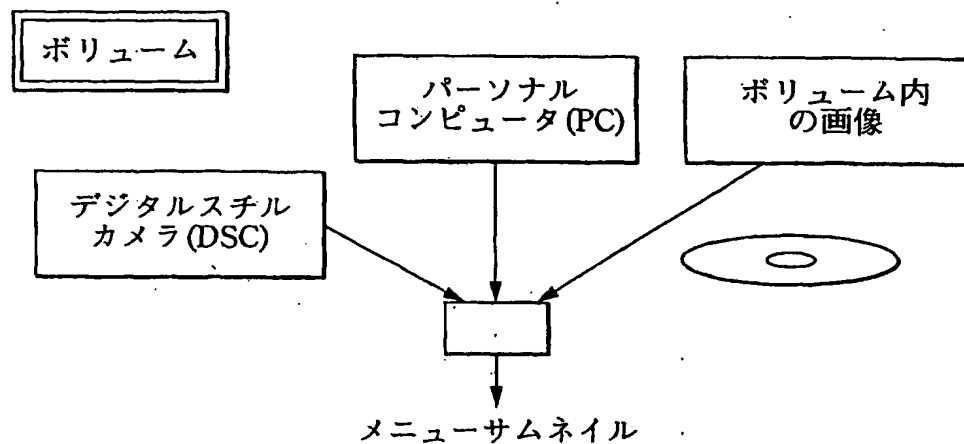 ボリューム
パーソナル
コンピュータ(PC)
ボリューム内
の画像
デジタルスチル
カメラ(DSC)
メニューサムネイル